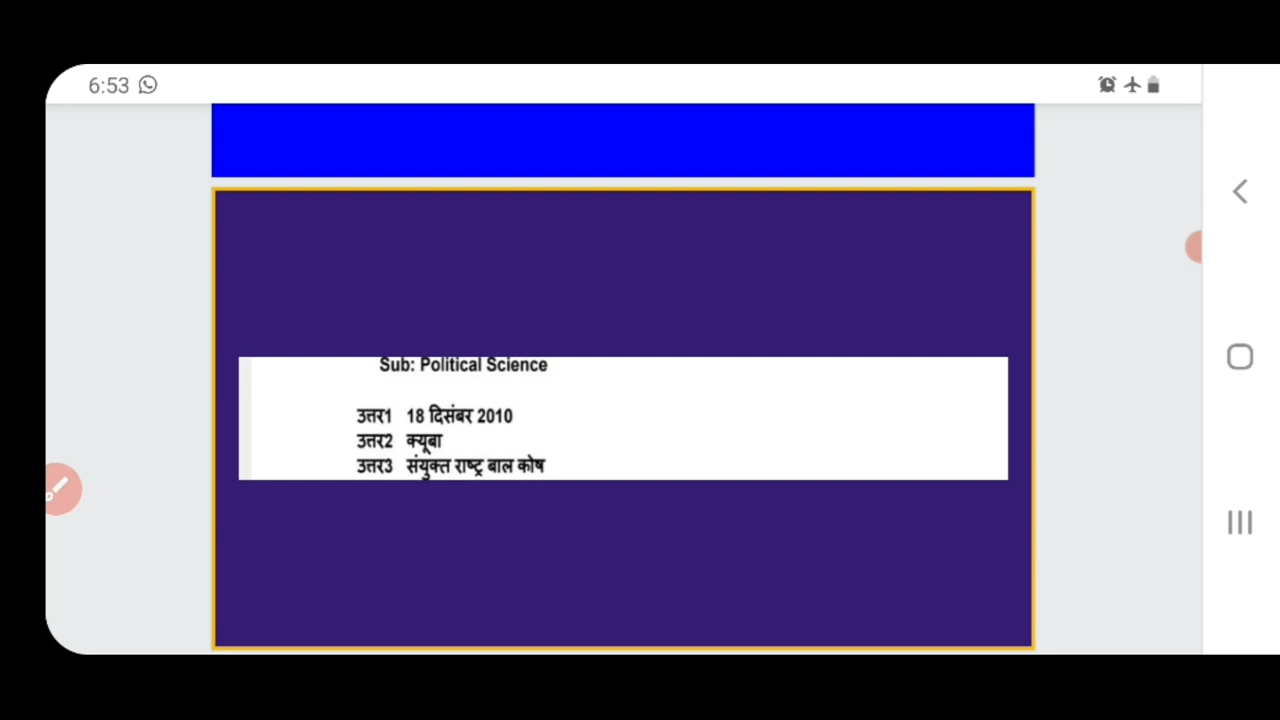 6:53
Sub: Political Science
उत्तर1 18 दिसंबर 2010
उत्तर2 क्यूबा
उत्तर3 संयुक्त राष्ट्र बाल कोष